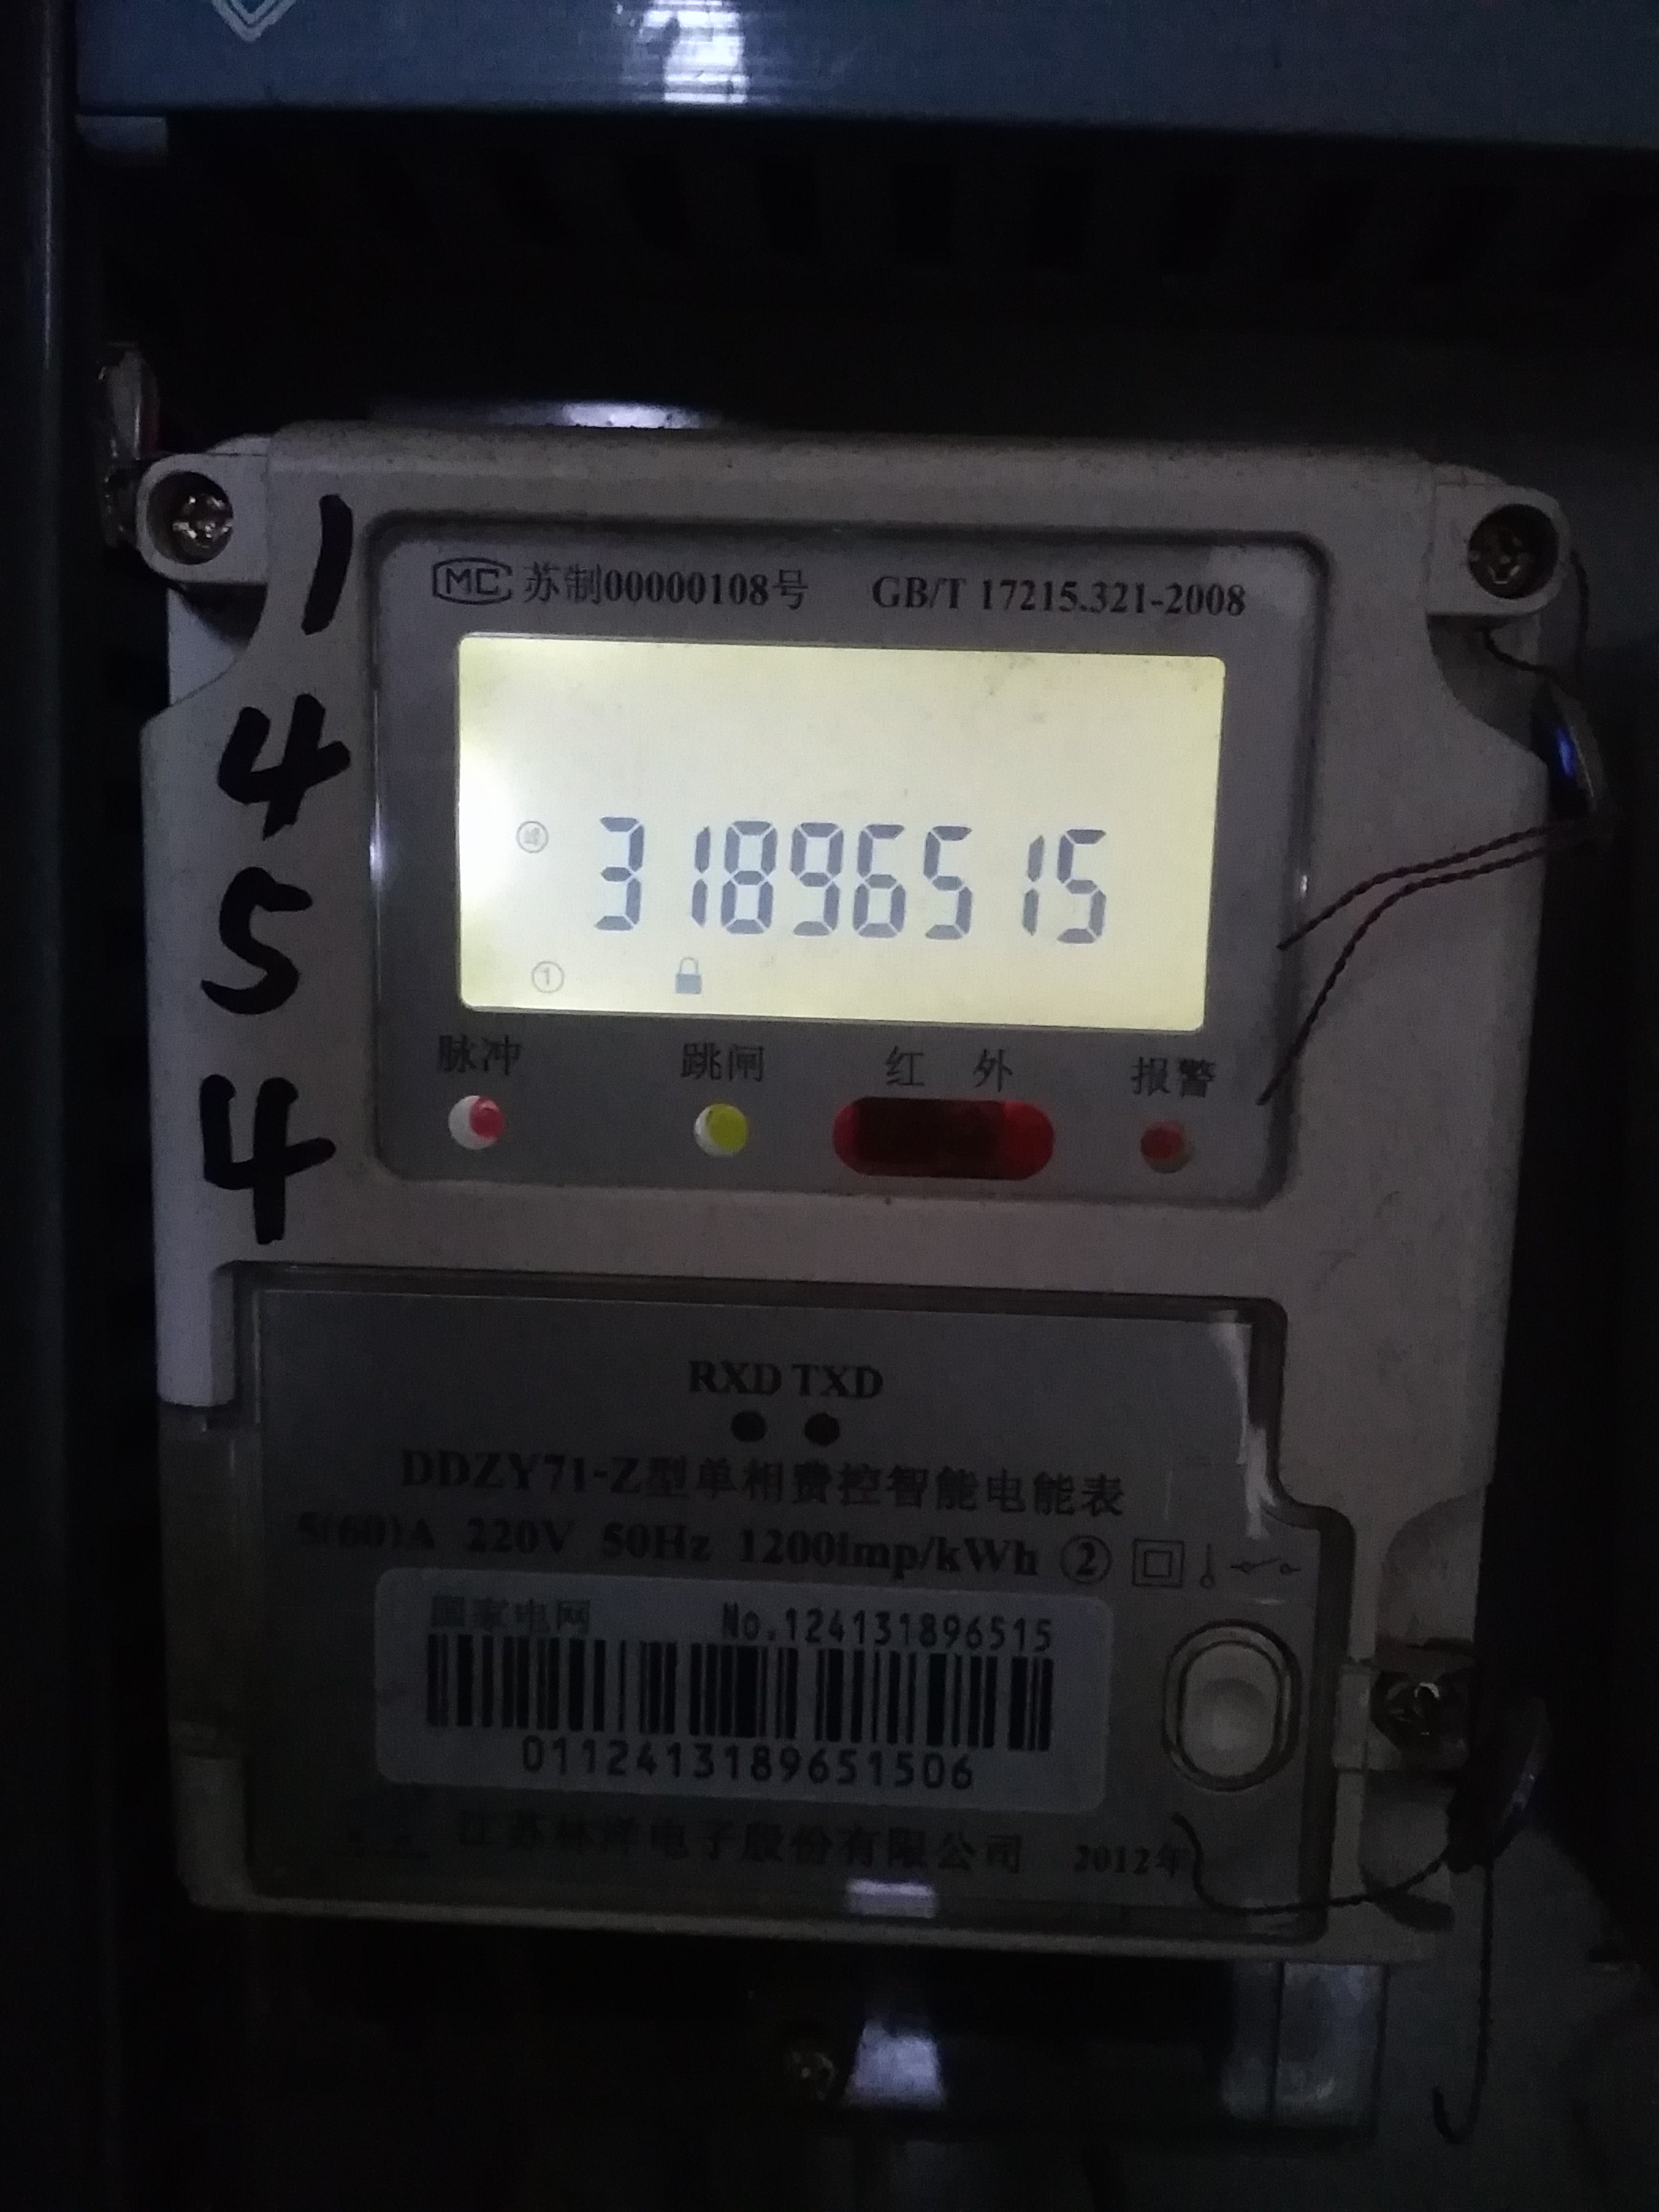 1
4
5
4
MC 苏制00000108号 GB/T 17215.321-2008
峰
31896515
①
脉冲 跳闸 红 外 报警
RXD TXD
DDZY71-Z型单相费控智能电能表
5(60)A 220V 50Hz 1200imp/kWh ②
国家电网 No.124131896515
0112413189651506
江苏林洋电子股份有限公司 2012年